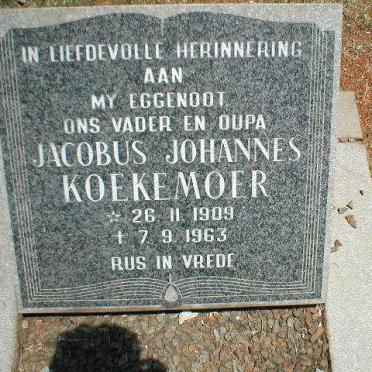 IN LIEFDEVOLLE HERINNERING
AAN
MY EGGENOOT
ONS VADER EN OUPA
JACOBUS JOHANNES
KOEKEMOER
☆ 26.11.1909
† 7.9.1963
RUS IN VREDE